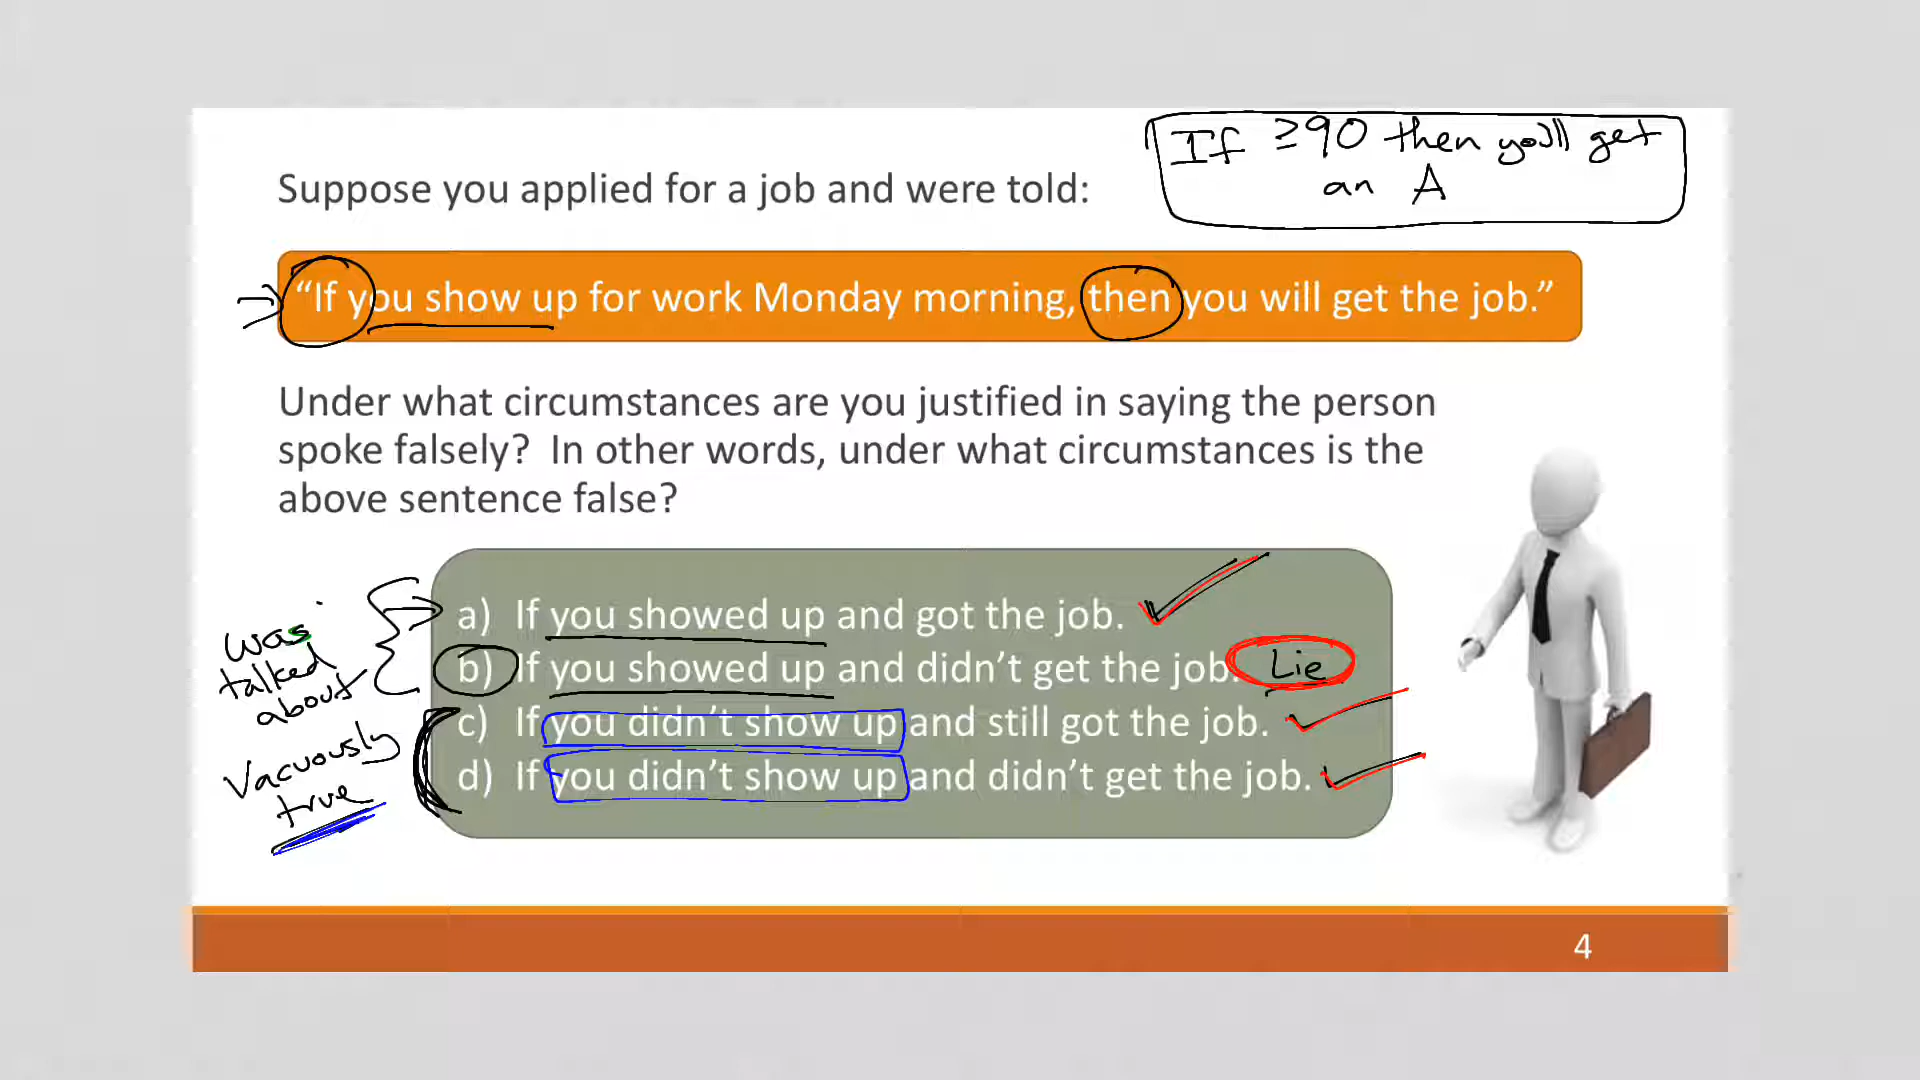 If ≥90 then you'll get
an A
Suppose you applied for a job and were told:
“If you show up for work Monday morning, then you will get the job.”
Under what circumstances are you justified in saying the person
spoke falsely? In other words, under what circumstances is the
above sentence false?
was
talked
about
a) If you showed up and got the job.
b) If you showed up and didn’t get the job. Lie
c) If you didn’t show up and still got the job.
d) If you didn’t show up and didn’t get the job.
Vacuously
true
4